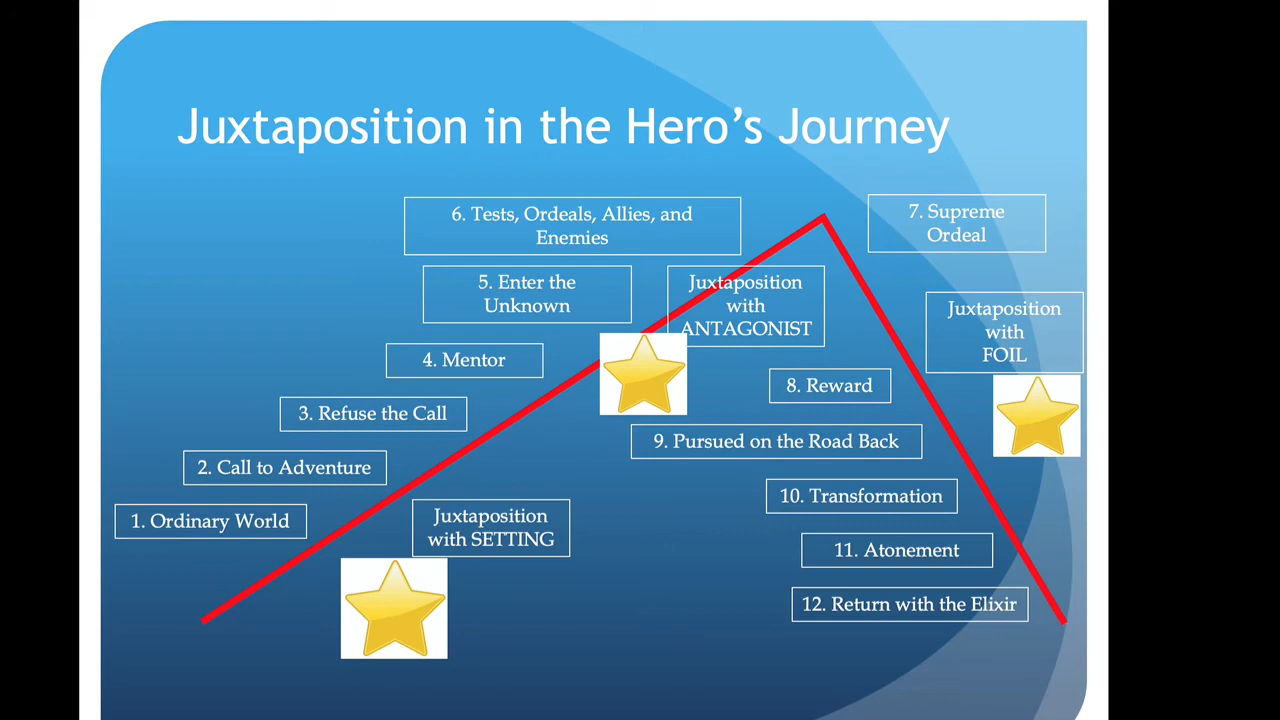 Juxtaposition in the Hero’s Journey
6. Tests, Ordeals, Allies, and
Enemies
7. Supreme
Ordeal
5. Enter the
Unknown
Juxtaposition
with
ANTAGONIST
Juxtaposition
with
FOIL
4. Mentor
8. Reward
3. Refuse the Call
9. Pursued on the Road Back
2. Call to Adventure
10. Transformation
1. Ordinary World
Juxtaposition
with SETTING
11. Atonement
12. Return with the Elixir